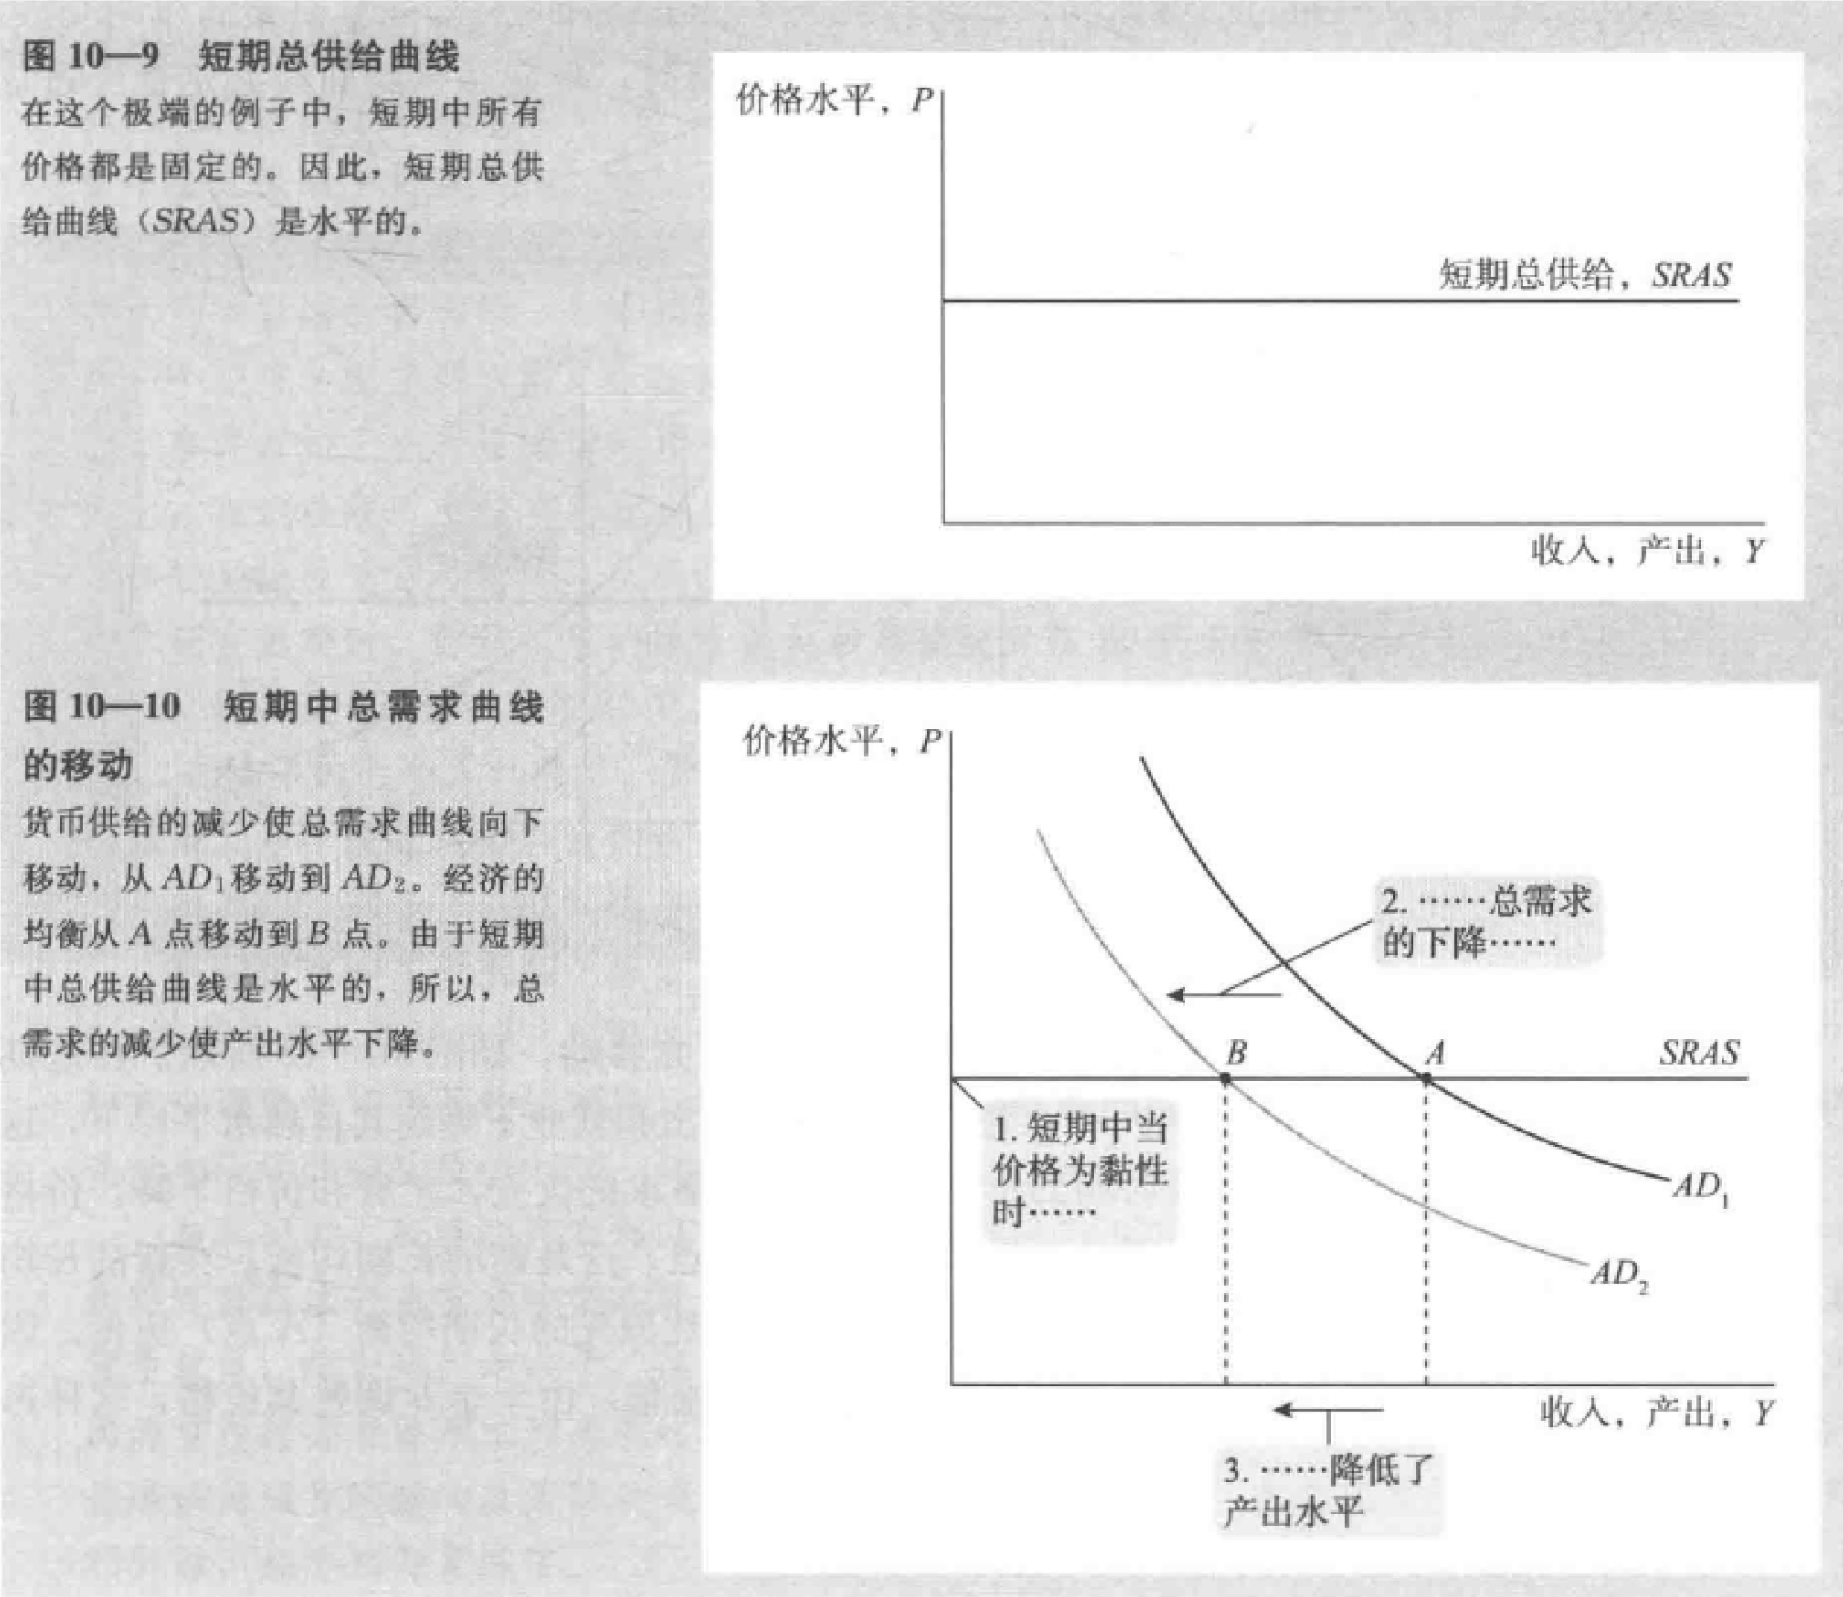 图 10—9 短期总供给曲线
在这个极端的例子中，短期中所有
价格都是固定的。因此，短期总供
给曲线（SRAS）是水平的。
价格水平，P
短期总供给，SRAS
收入，产出，Y
图 10—10 短期中总需求曲线
的移动
货币供给的减少使总需求曲线向下
移动，从 AD₁移动到 AD₂。经济的
均衡从 A 点移动到 B 点。由于短期
中总供给曲线是水平的，所以，总
需求的减少使产出水平下降。
价格水平，P
2. ……总需求
的下降……
B
A
SRAS
1. 短期中当
价格为黏性
时……
AD₁
AD₂
收入，产出，Y
3. ……降低了
产出水平